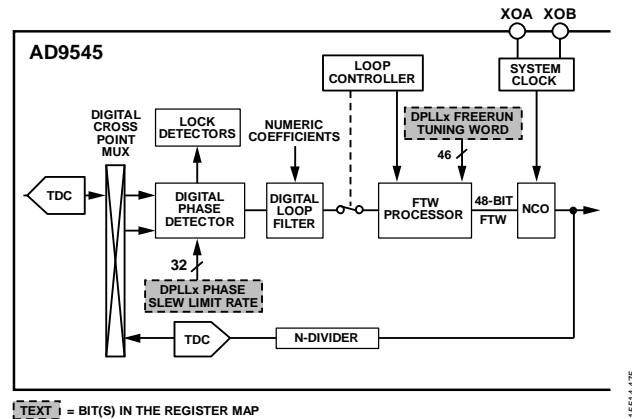 XOA XOB
AD9545
LOOP
CONTROLLER
SYSTEM
CLOCK
DIGITAL
CROSS
POINT
MUX
LOCK
DETECTORS
NUMERIC
COEFFICIENTS
DPLLx FREERUN
TUNING WORD
46
TDC
DIGITAL
PHASE
DETECTOR
DIGITAL
LOOP
FILTER
FTW
PROCESSOR
48-BIT
FTW
NCO
32
DPLLx PHASE
SLEW LIMIT RATE
TDC
N-DIVIDER
TEXT = BIT(S) IN THE REGISTER MAP